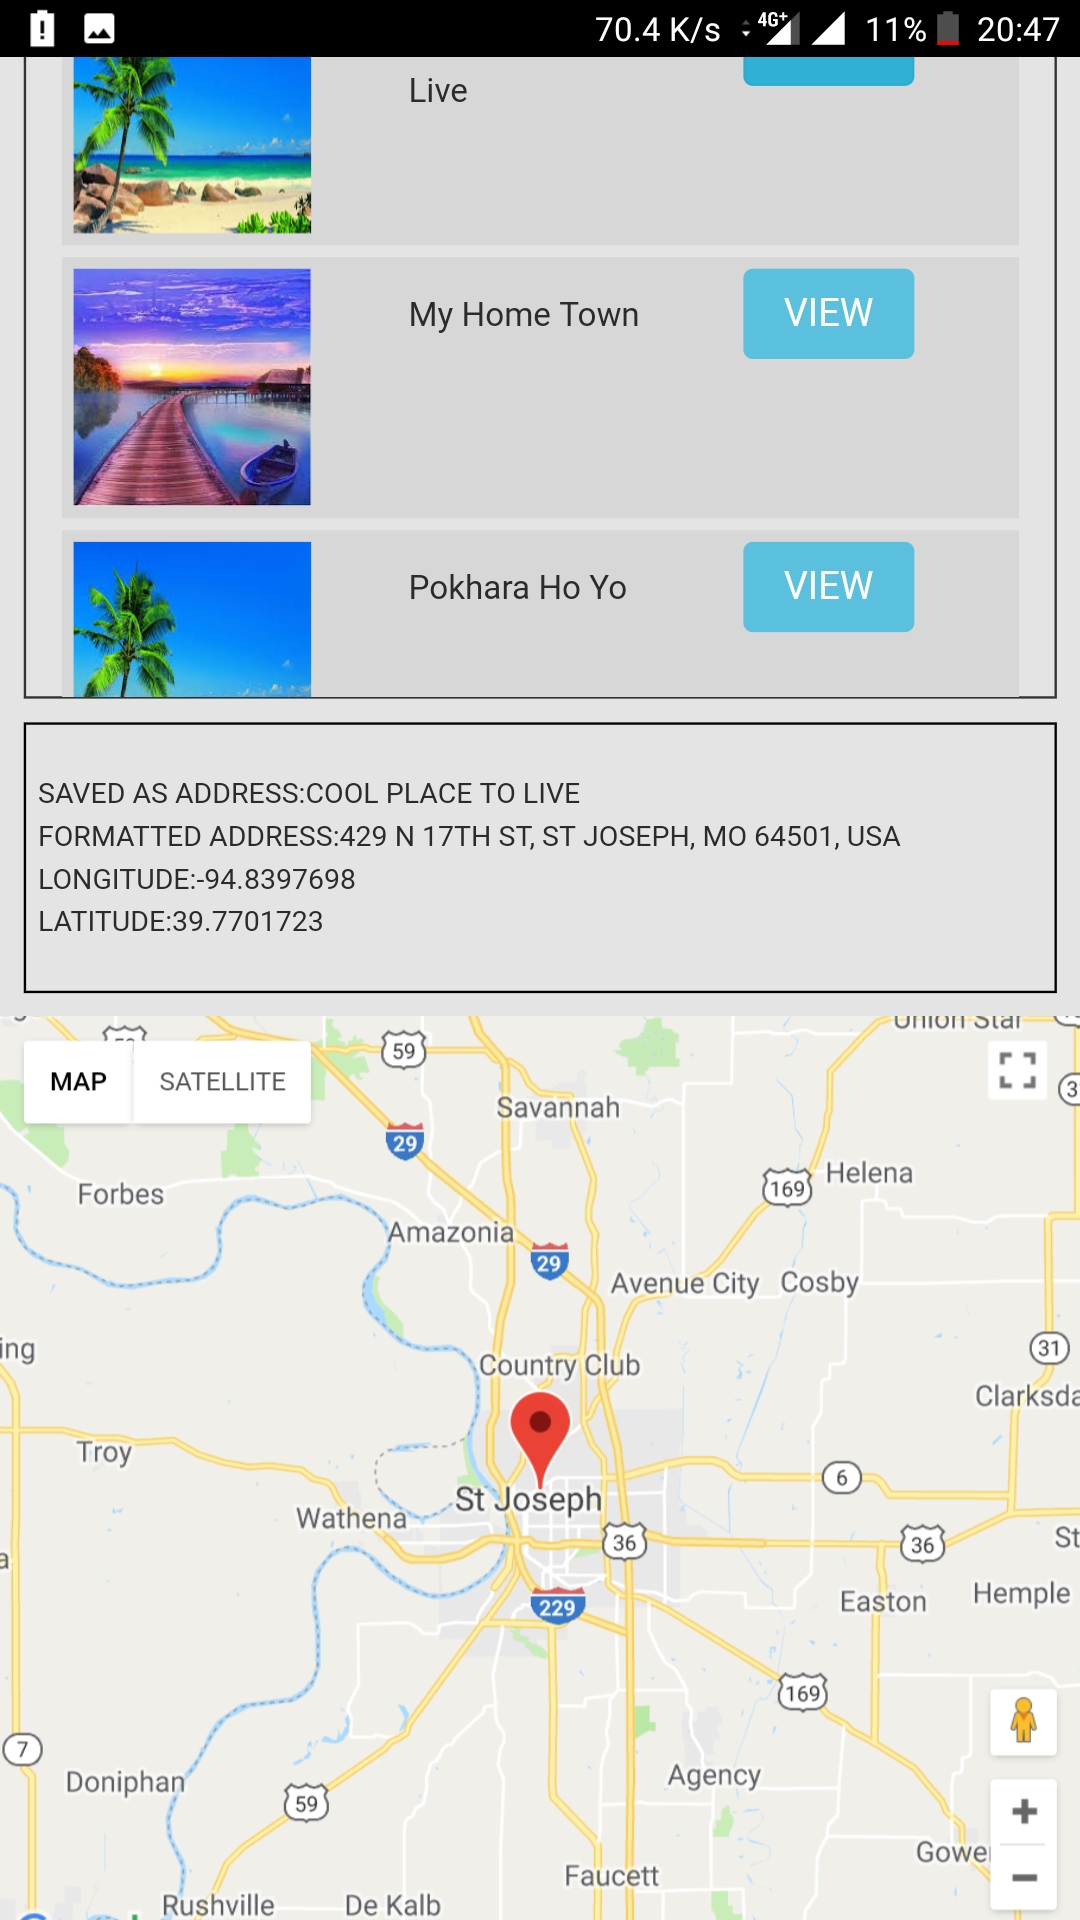 70.4 K/s 4G+ 11% 20:47
Live
My Home Town VIEW
Pokhara Ho Yo VIEW
SAVED AS ADDRESS:COOL PLACE TO LIVE
FORMATTED ADDRESS:429 N 17TH ST, ST JOSEPH, MO 64501, USA
LONGITUDE:-94.8397698
LATITUDE:39.7701723
Union Star
59
MAP SATELLITE
Savannah
29
Helena
169
Forbes
Amazonia
29
Avenue City Cosby
ing
31
Country Club
Clarksda
Troy
6
St Joseph
Wathena
36
36
St
Easton Hemple
229
169
7
Doniphan
Agency
59
Gower
Faucett
Rushville De Kalb